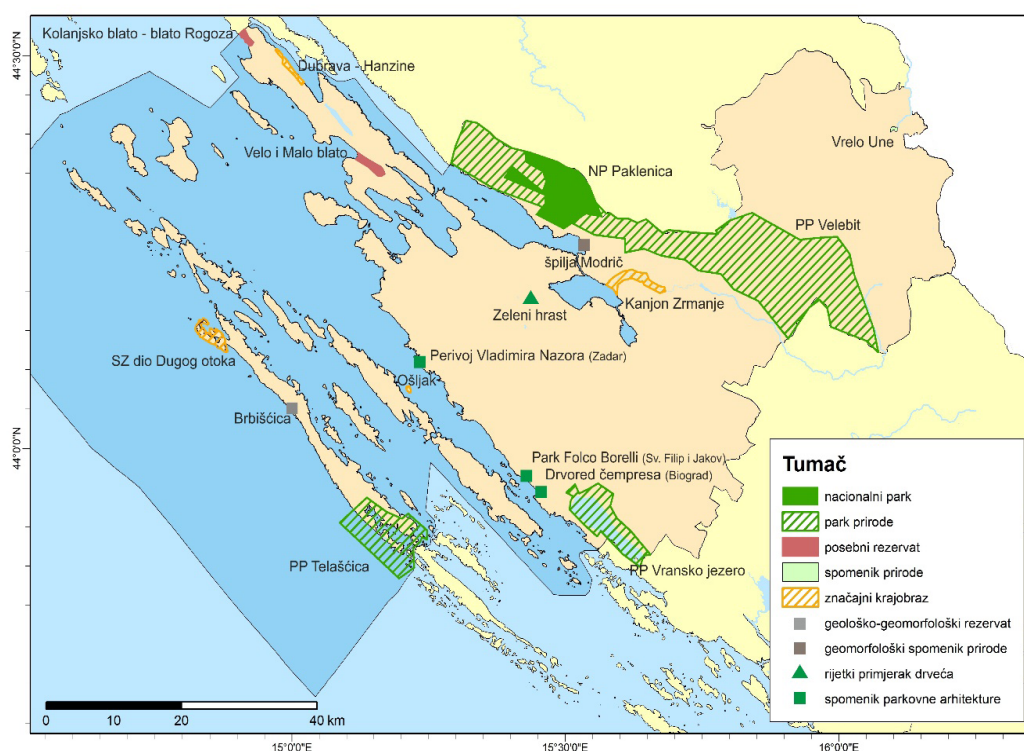 Kolanjsko blato - blato Rogoza
44°30'0"N
Dubrava - Hanzine
Vrelo Une
Velo i Malo blato
NP Paklenica
PP Velebit
špilja Modrič
Kanjon Zrmanje
Zeleni hrast
SZ dio Dugog otoka
Perivoj Vladimira Nazora (Zadar)
Ošljak
Brbišćica
44°0'0"N
Park Folco Borelli (Sv. Filip i Jakov)
Drvored čempresa (Biograd)
PP Telašćica
PP Vransko jezero
Tumač
nacionalni park
park prirode
posebni rezervat
spomenik prirode
značajni krajobraz
geološko-geomorfološki rezervat
geomorfološki spomenik prirode
rijetki primjerak drveća
spomenik parkovne arhitekture
0 10 20 40 km
15°0'0"E 15°30'0"E 16°0'0"E